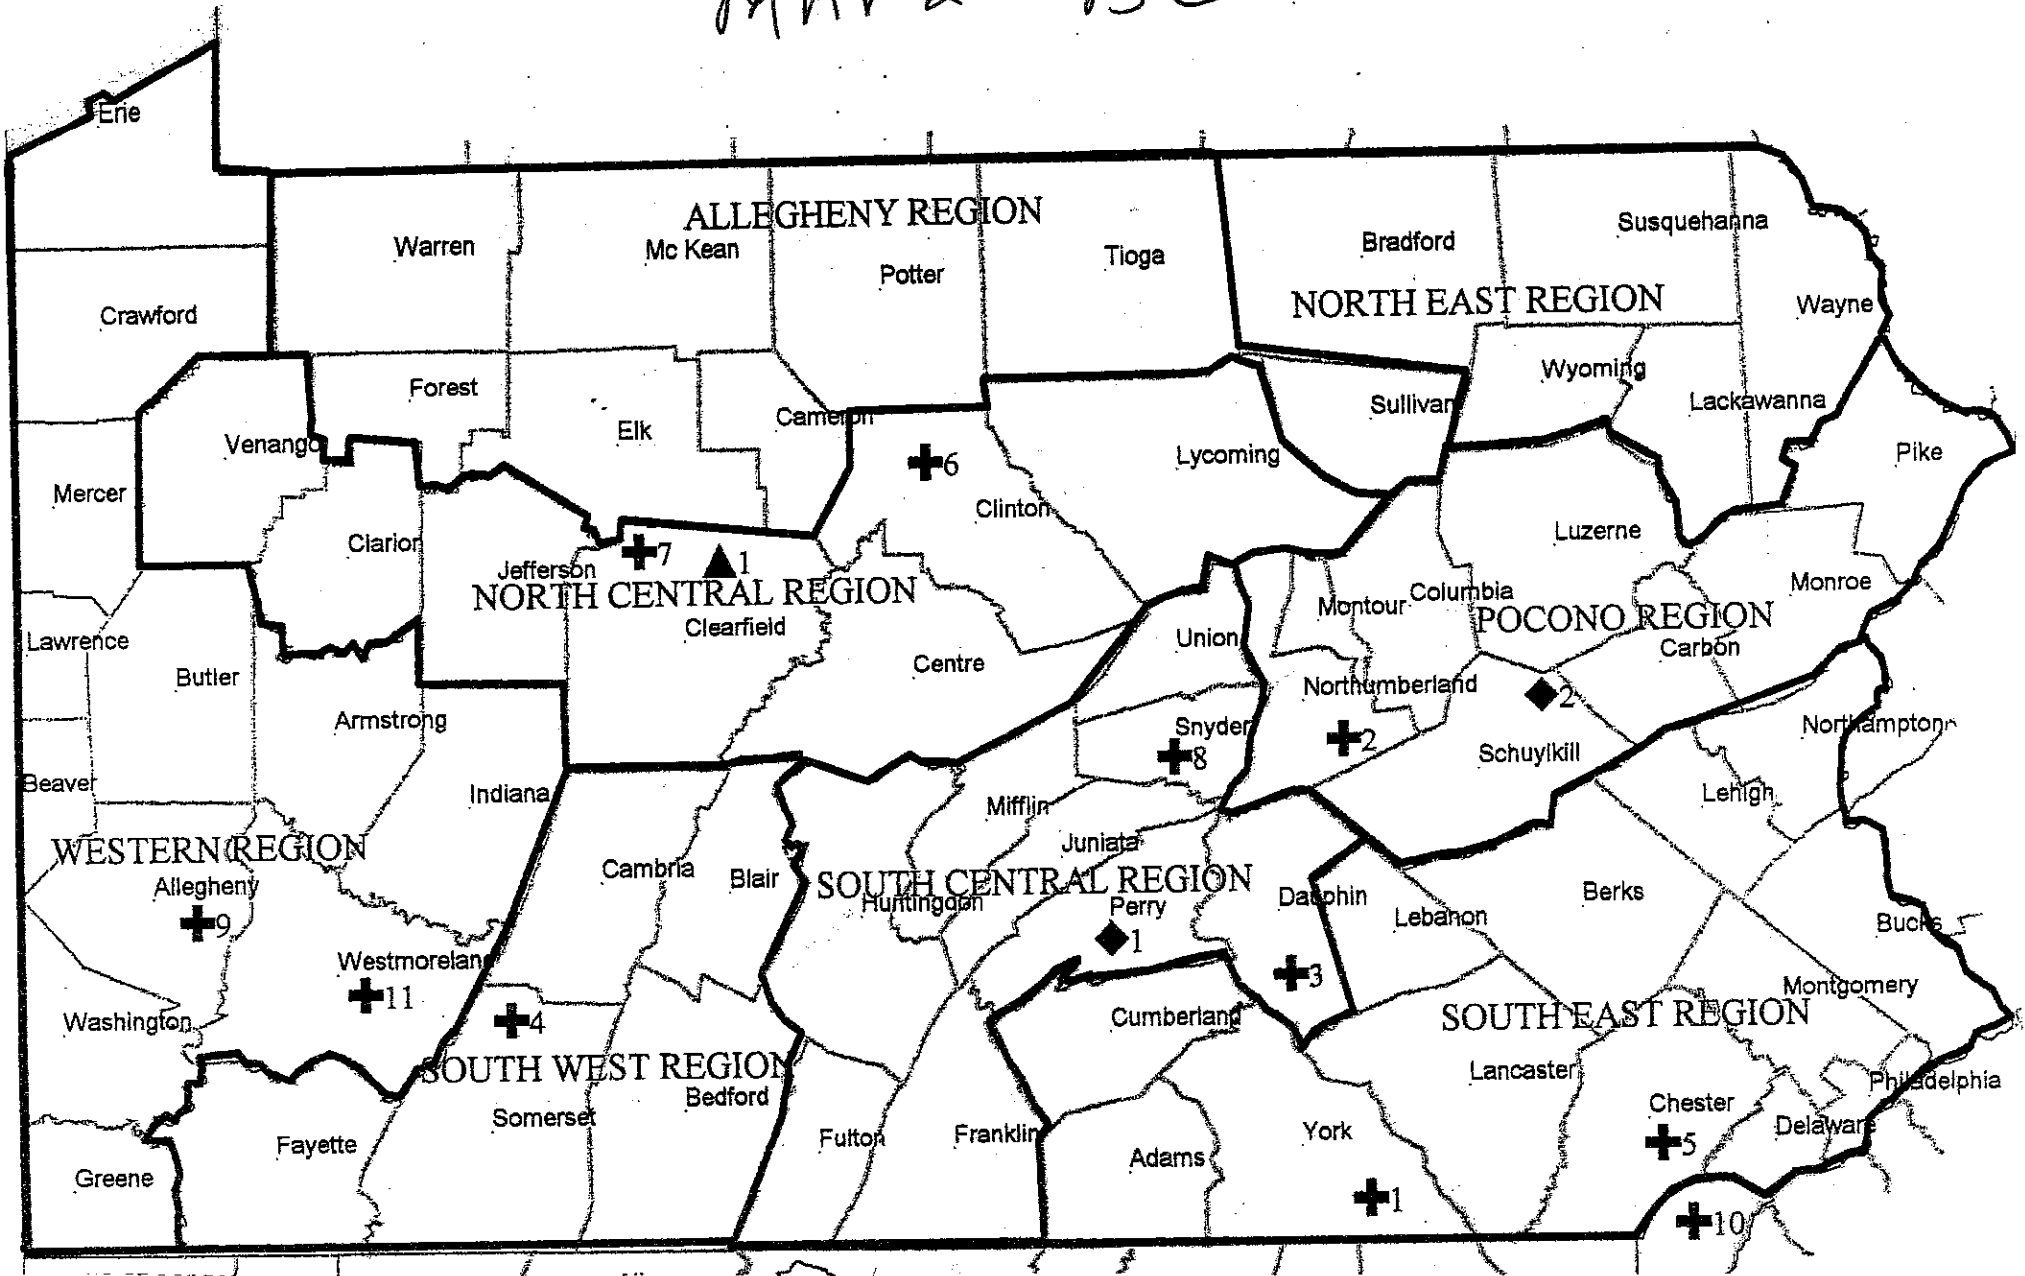 Erie
ALLEGHENY REGION
Warren
Mc Kean
Potter
Tioga
Bradford
Susquehanna
NORTH EAST REGION
Wayne
Crawford
Forest
Elk
Cameron
Wyoming
Sullivan
Lackawanna
Venango
Mercer
6
Lycoming
Pike
Clinton
Clarion
Luzerne
Jefferson
7
1
NORTH CENTRAL REGION
Clearfield
Centre
Union
Montour
Columbia
Monroe
POCONO REGION
Carbon
Lawrence
Butler
Armstrong
Northumberland
2
2
Snyder
8
Schuylkill
Northampton
Beaver
Indiana
Mifflin
Lehigh
WESTERN REGION
Allegheny
9
Cambria
Blair
Juniata
SOUTH CENTRAL REGION
Huntingdon
Perry
1
Dauphin
3
Lebanon
Berks
Bucks
Westmoreland
11
Washington
4
Cumberland
Montgomery
SOUTH EAST REGION
SOUTH WEST REGION
Bedford
Lancaster
Philadelphia
Somerset
Fayette
Fulton
Franklin
Adams
York
1
Chester
5
Delaware
Greene
10